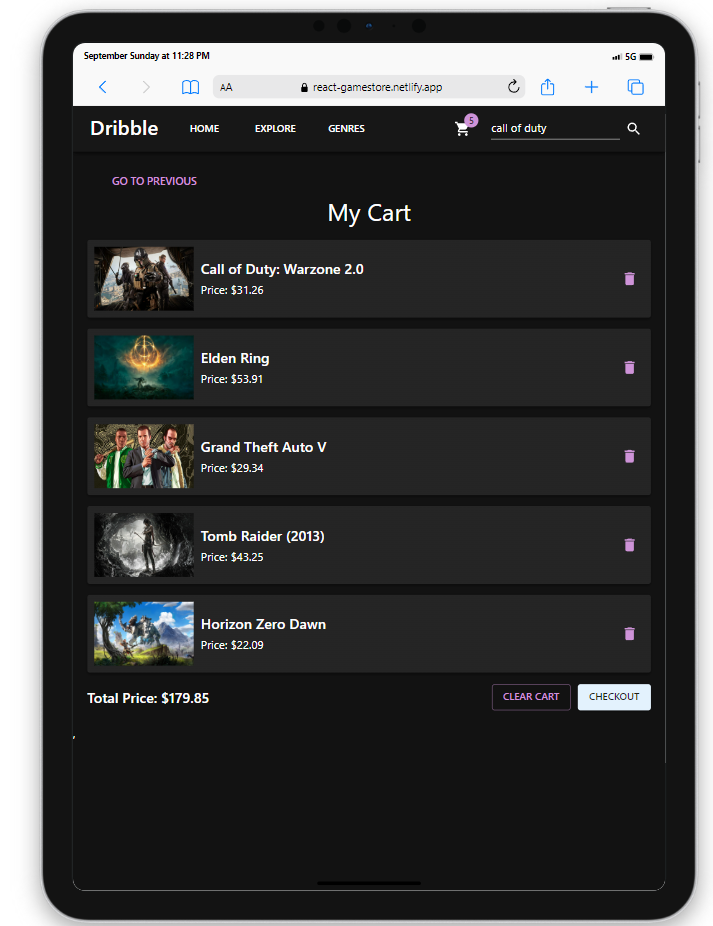 September Sunday at 11:28 PM
5G
AA
react-gamestore.netlify.app
Dribble
HOME
EXPLORE
GENRES
5
call of duty
GO TO PREVIOUS
My Cart
Call of Duty: Warzone 2.0
Price: $31.26
Elden Ring
Price: $53.91
Grand Theft Auto V
Price: $29.34
Tomb Raider (2013)
Price: $43.25
Horizon Zero Dawn
Price: $22.09
Total Price: $179.85
CLEAR CART
CHECKOUT